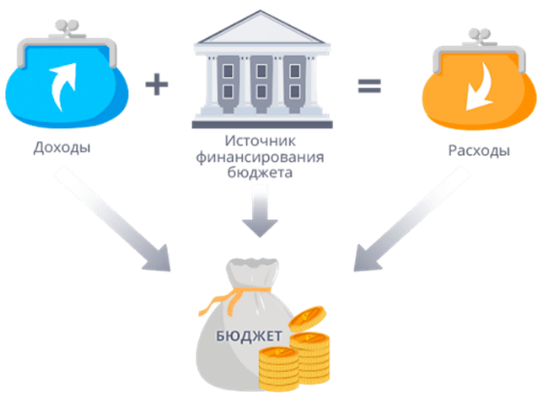 +
=
Доходы
Источник
финансирования
бюджета
Расходы
БЮДЖЕТ